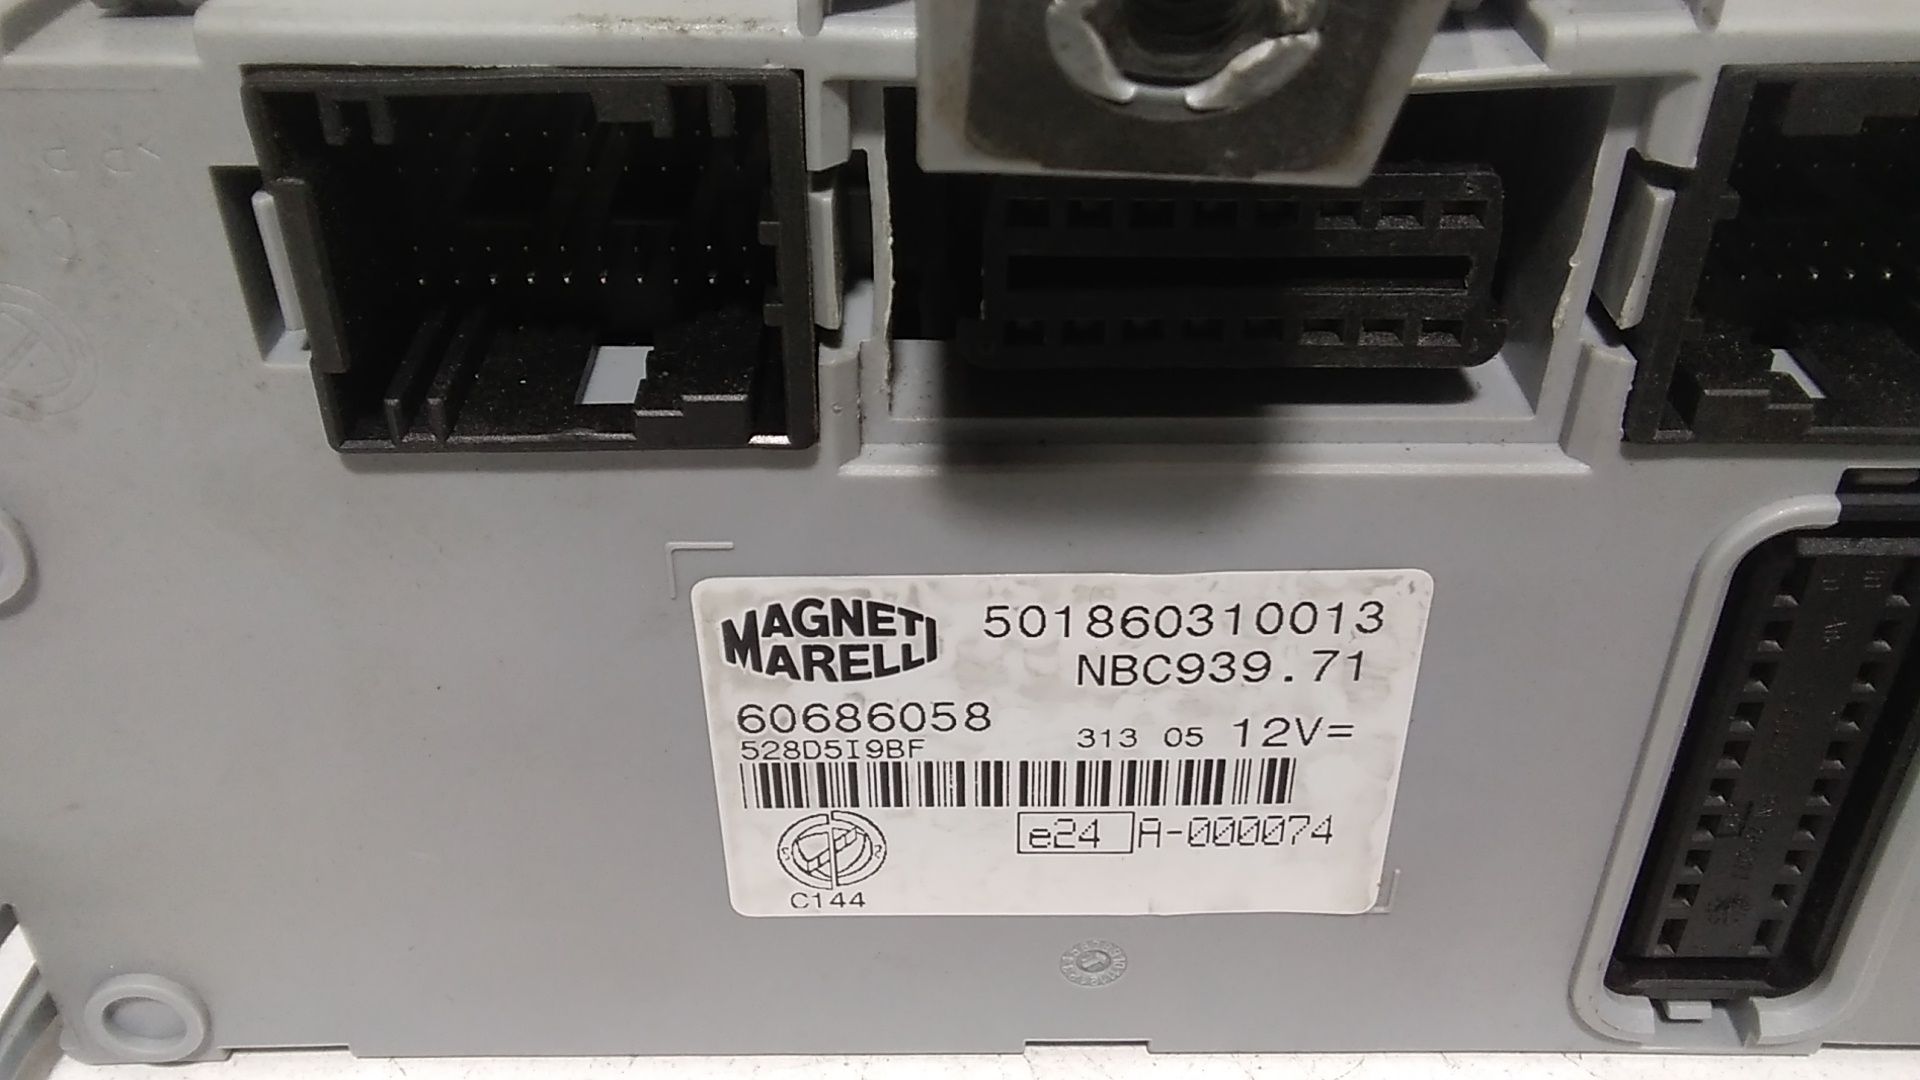 MAGNETI
MARELLI
501860310013
NBC939.71
60686058
528D5I9BF
313 05 12V=
e24 A-000074
C144